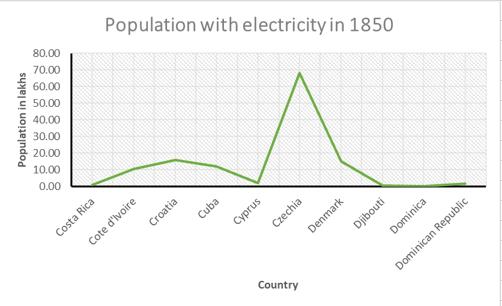 Population with electricity in 1850
Population in lakhs
80.00
70.00
60.00
50.00
40.00
30.00
20.00
10.00
0.00
Costa Rica
Cote d'Ivoire
Croatia
Cuba
Cyprus
Czechia
Denmark
Djibouti
Dominica
Dominican Republic
Country